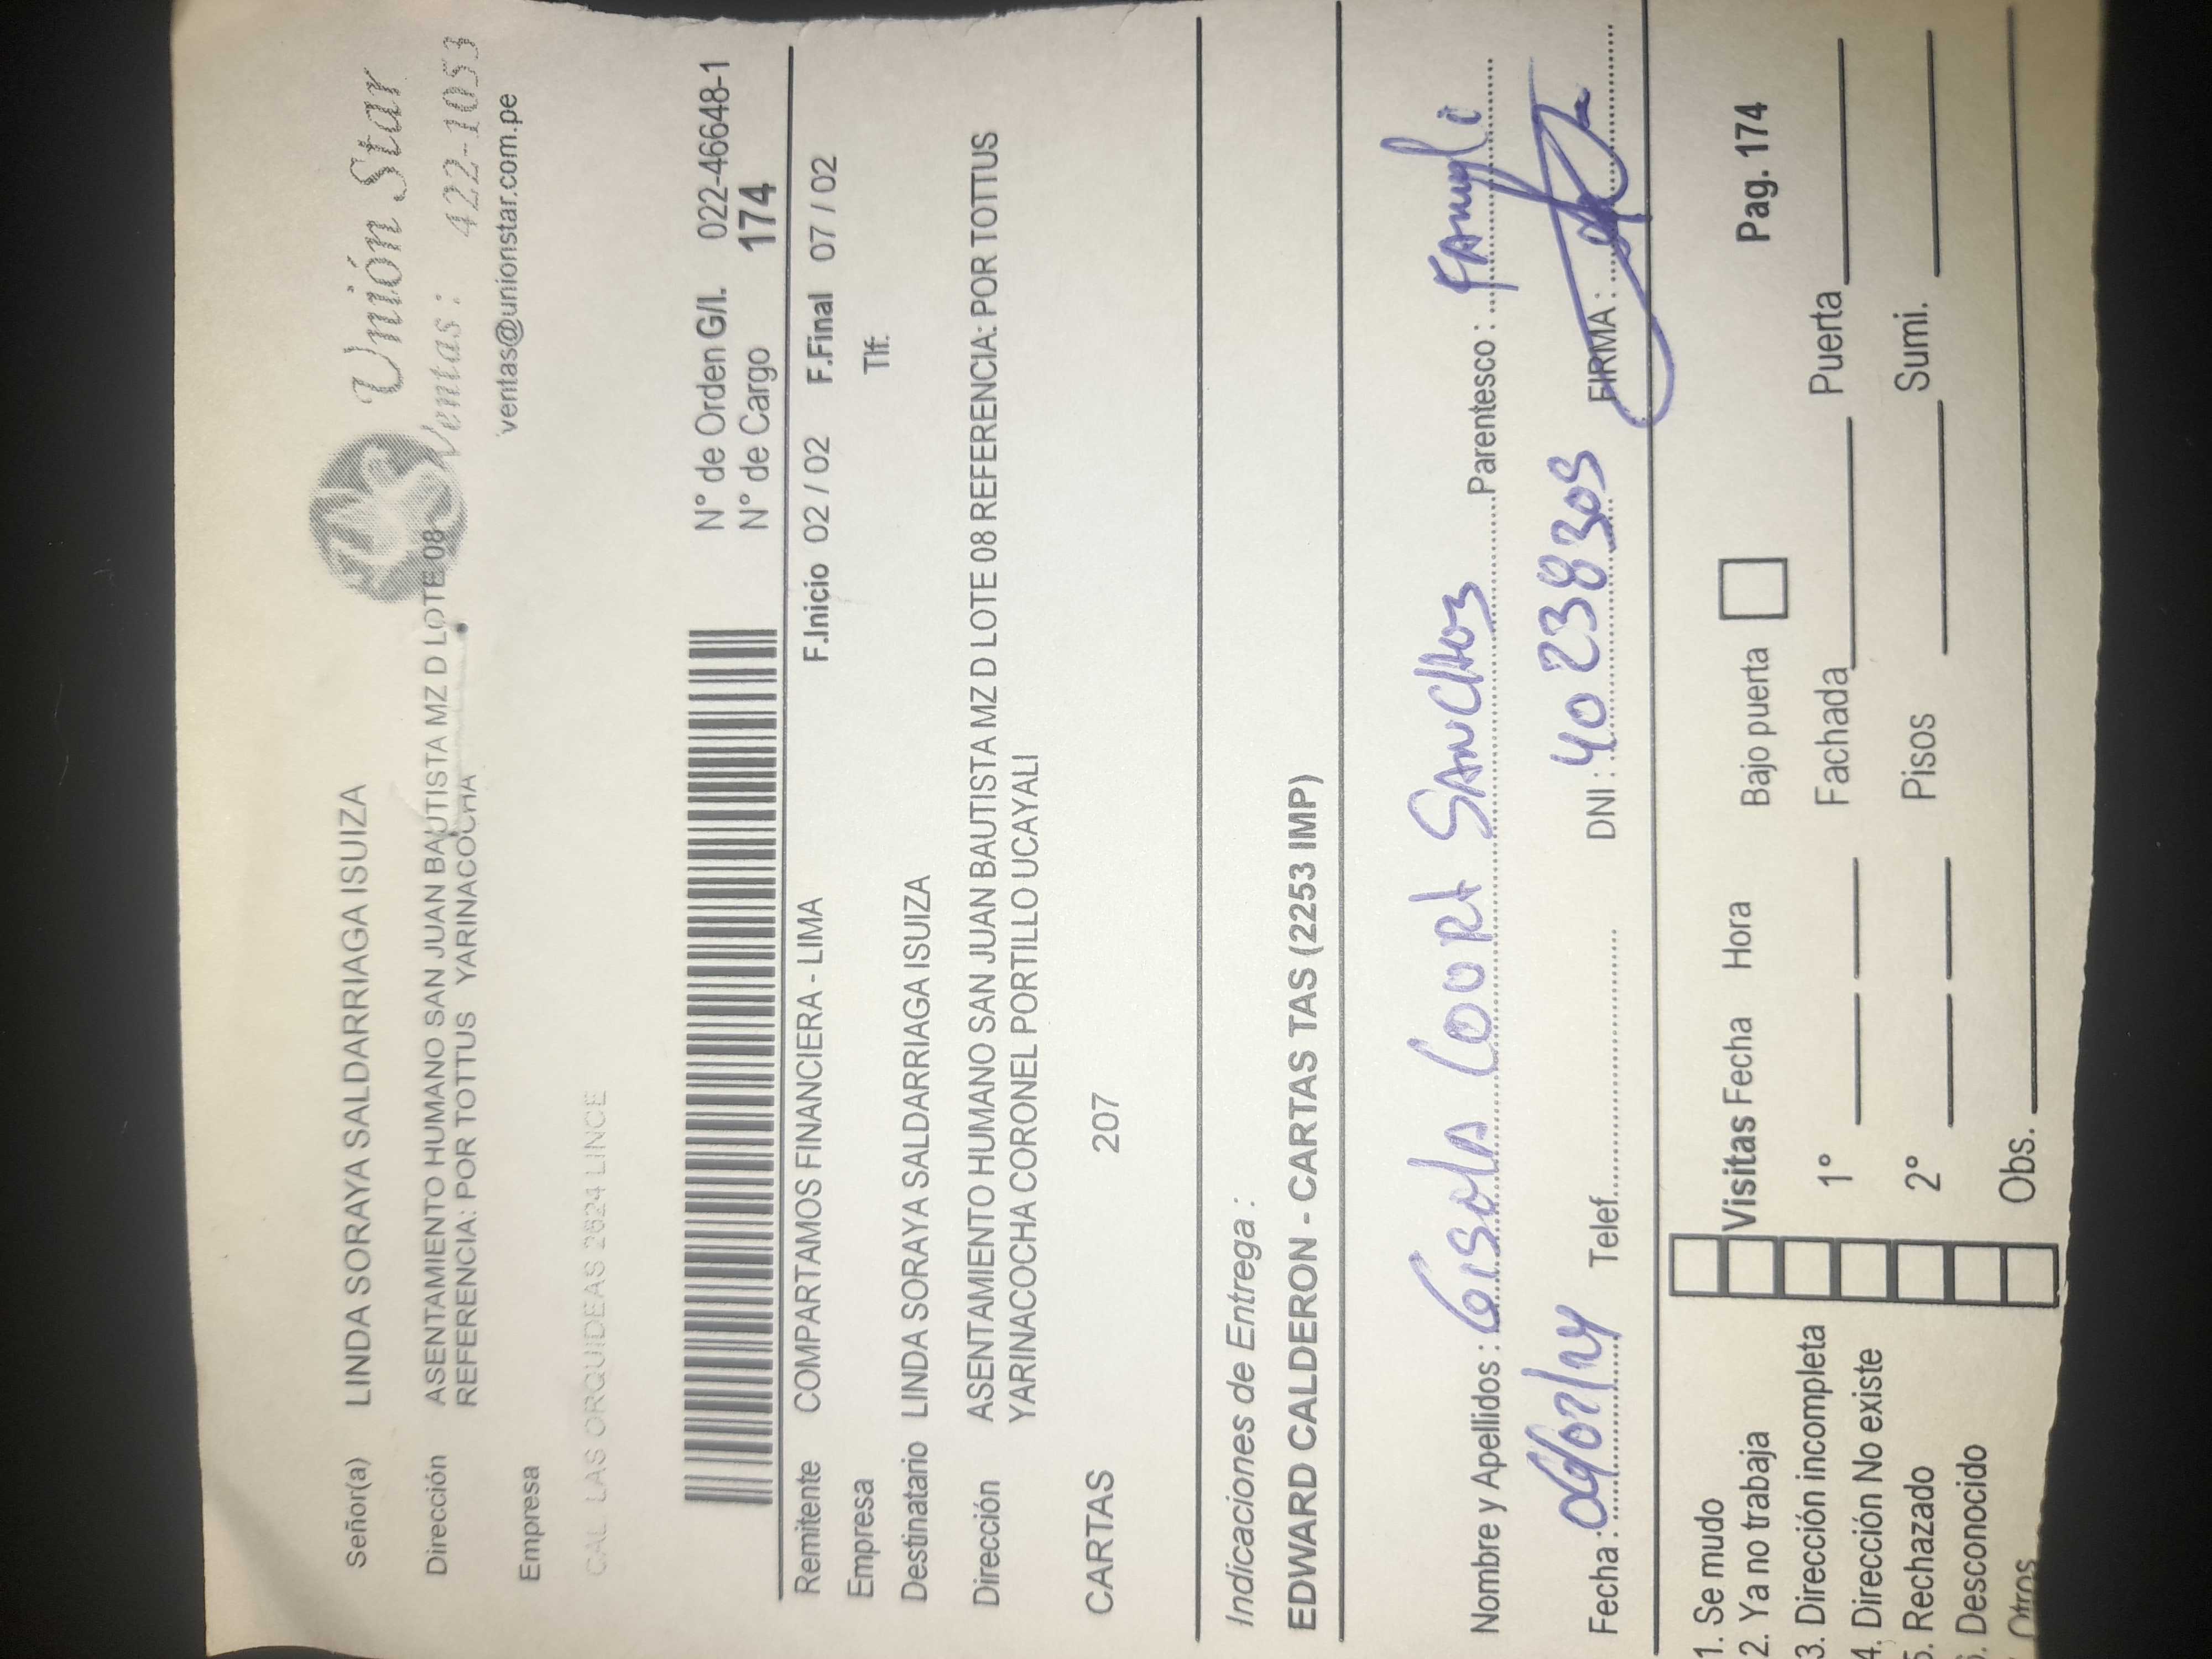 Unión Star
Ventas: 422-1053
ventas@unionstar.com.pe
Señor(a) LINDA SORAYA SALDARRIAGA ISUIZA
Dirección ASENTAMIENTO HUMANO SAN JUAN BAUTISTA MZ D LOTE 08
REFERENCIA: POR TOTTUS YARINACOCHA
Empresa
CAL. LAS ORQUIDEAS 2624 LINCE
N° de Orden G/I. 022-46648-1
N° de Cargo 174
Remitente COMPARTAMOS FINANCIERA - LIMA F.Inicio 02 / 02 F.Final 07 / 02
Empresa Tlf.
Destinatario LINDA SORAYA SALDARRIAGA ISUIZA
Dirección ASENTAMIENTO HUMANO SAN JUAN BAUTISTA MZ D LOTE 08 REFERENCIA: POR TOTTUS
YARINACOCHA CORONEL PORTILLO UCAYALI
CARTAS 207
Indicaciones de Entrega :
EDWARD CALDERON - CARTAS TAS (2253 IMP)
Nombre y Apellidos : SANCHOS Parentesco :
Fecha : Telef. DNI : 40238309 FIRMA :
1. Se mudo
2. Ya no trabaja Visitas Fecha Hora Bajo puerta Pag. 174
3. Dirección incompleta 1° Fachada Puerta
4. Dirección No existe
5. Rechazado 2° Pisos Sumi.
6. Desconocido
Otros Obs.